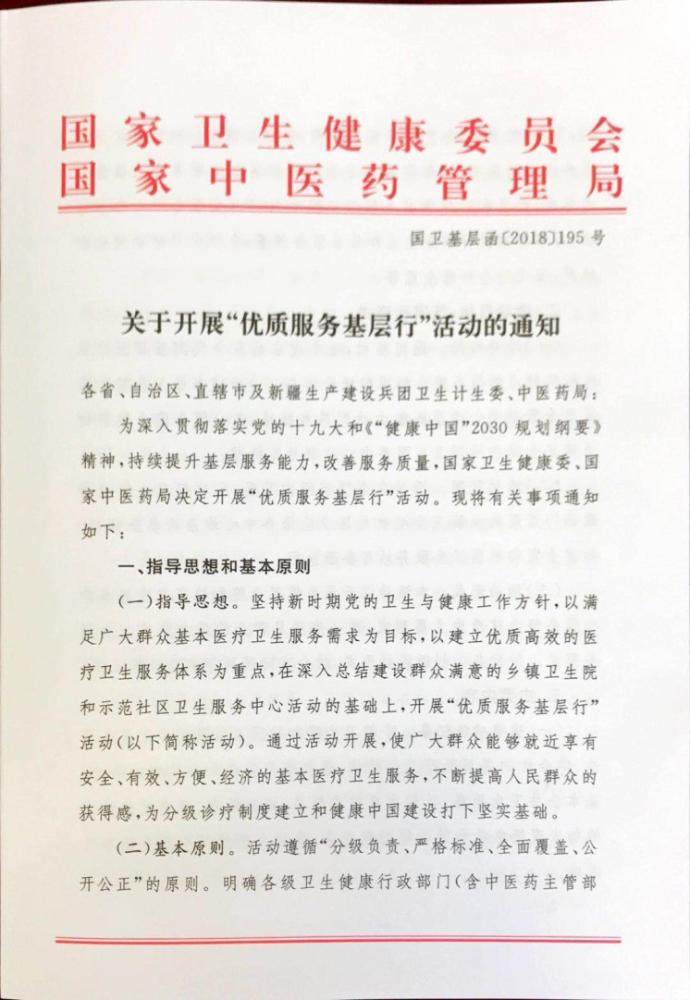 国家卫生健康委员会
国家中医药管理局
国卫基层函〔2018〕195号
关于开展“优质服务基层行”活动的通知
各省、自治区、直辖市及新疆生产建设兵团卫生计生委、中医药局：
为深入贯彻落实党的十九大和《“健康中国”2030规划纲要》
精神，持续提升基层服务能力，改善服务质量，国家卫生健康委、国
家中医药局决定开展“优质服务基层行”活动。现将有关事项通知
如下：
一、指导思想和基本原则
（一）指导思想。坚持新时期党的卫生与健康工作方针，以满
足广大群众基本医疗卫生服务需求为目标，以建立优质高效的医
疗卫生服务体系为重点，在深入总结建设群众满意的乡镇卫生院
和示范社区卫生服务中心活动的基础上，开展“优质服务基层行”
活动（以下简称活动）。通过活动开展，使广大群众能够就近享有
安全、有效、方便、经济的基本医疗卫生服务，不断提高人民群众的
获得感，为分级诊疗制度建立和健康中国建设打下坚实基础。
（二）基本原则。活动遵循“分级负责、严格标准、全面覆盖、公
开公正”的原则。明确各级卫生健康行政部门（含中医药主管部